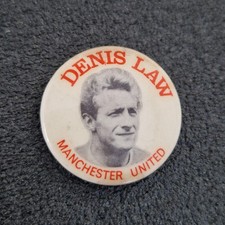 DENIS LAW
MANCHESTER UNITED